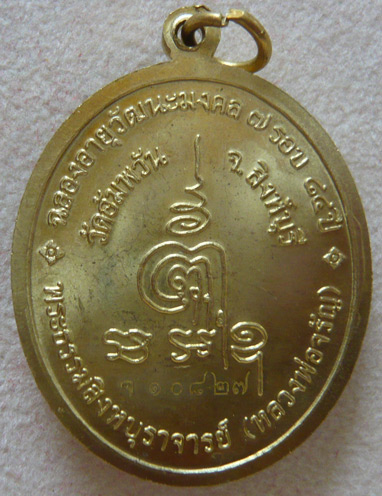 ฉลองอายุวัฒนะมงคล ๗ รอบ ๘๔ ปี
วัดอัมพวัน จ.สิงห์บุรี
๑๐๘๒๗
พระธรรมสิงหบุราจารย์ (หลวงพ่อจรัญ)